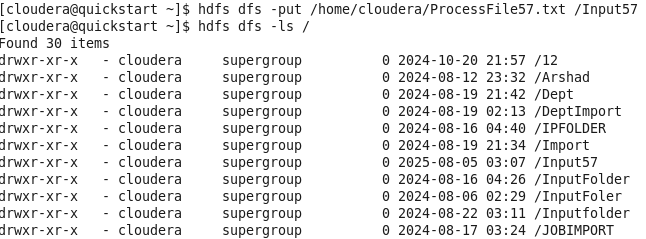 [cloudera@quickstart ~]$ hdfs dfs -put /home/cloudera/ProcessFile57.txt /Input57
[cloudera@quickstart ~]$ hdfs dfs -ls /
Found 30 items
drwxr-xr-x   - cloudera     supergroup          0 2024-10-20 21:57 /12
drwxr-xr-x   - cloudera     supergroup          0 2024-08-12 23:32 /Arshad
drwxr-xr-x   - cloudera     supergroup          0 2024-08-19 21:42 /Dept
drwxr-xr-x   - cloudera     supergroup          0 2024-08-19 02:13 /DeptImport
drwxr-xr-x   - cloudera     supergroup          0 2024-08-16 04:40 /IPFOLDER
drwxr-xr-x   - cloudera     supergroup          0 2024-08-19 21:34 /Import
drwxr-xr-x   - cloudera     supergroup          0 2025-08-05 03:07 /Input57
drwxr-xr-x   - cloudera     supergroup          0 2024-08-16 04:26 /InputFolder
drwxr-xr-x   - cloudera     supergroup          0 2024-08-06 02:29 /InputFoler
drwxr-xr-x   - cloudera     supergroup          0 2024-08-22 03:11 /Inputfolder
drwxr-xr-x   - cloudera     supergroup          0 2024-08-17 03:24 /JOBIMPORT